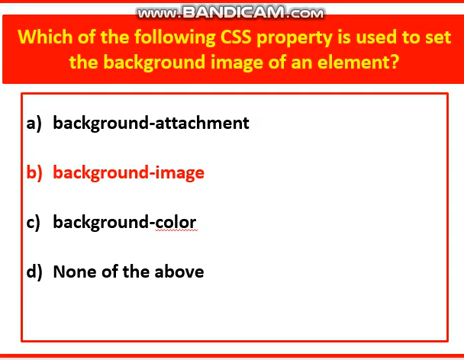 www.BANDICAM.com
Which of the following CSS property is used to set
the background image of an element?
a) background-attachment
b) background-image
c) background-color
d) None of the above